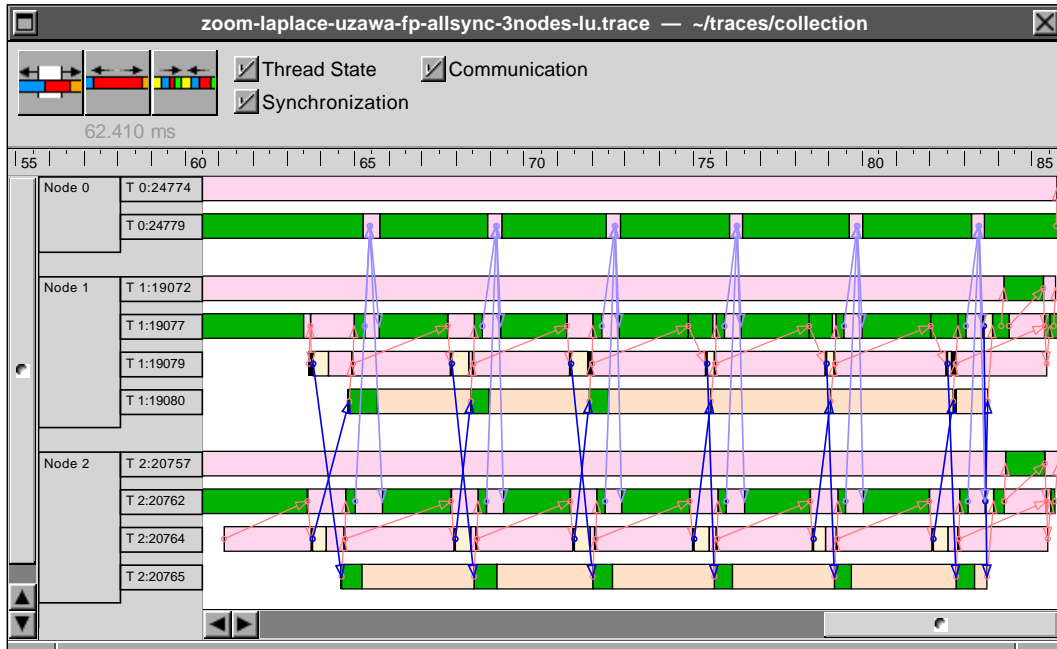 zoom-laplace-uzawa-fp-allsync-3nodes-lu.trace — ~/traces/collection
Thread State Communication
Synchronization
62.410 ms
55 60 65 70 75 80 85
Node 0 T 0:24774
T 0:24779
Node 1 T 1:19072
T 1:19077
T 1:19079
T 1:19080
Node 2 T 2:20757
T 2:20762
T 2:20764
T 2:20765